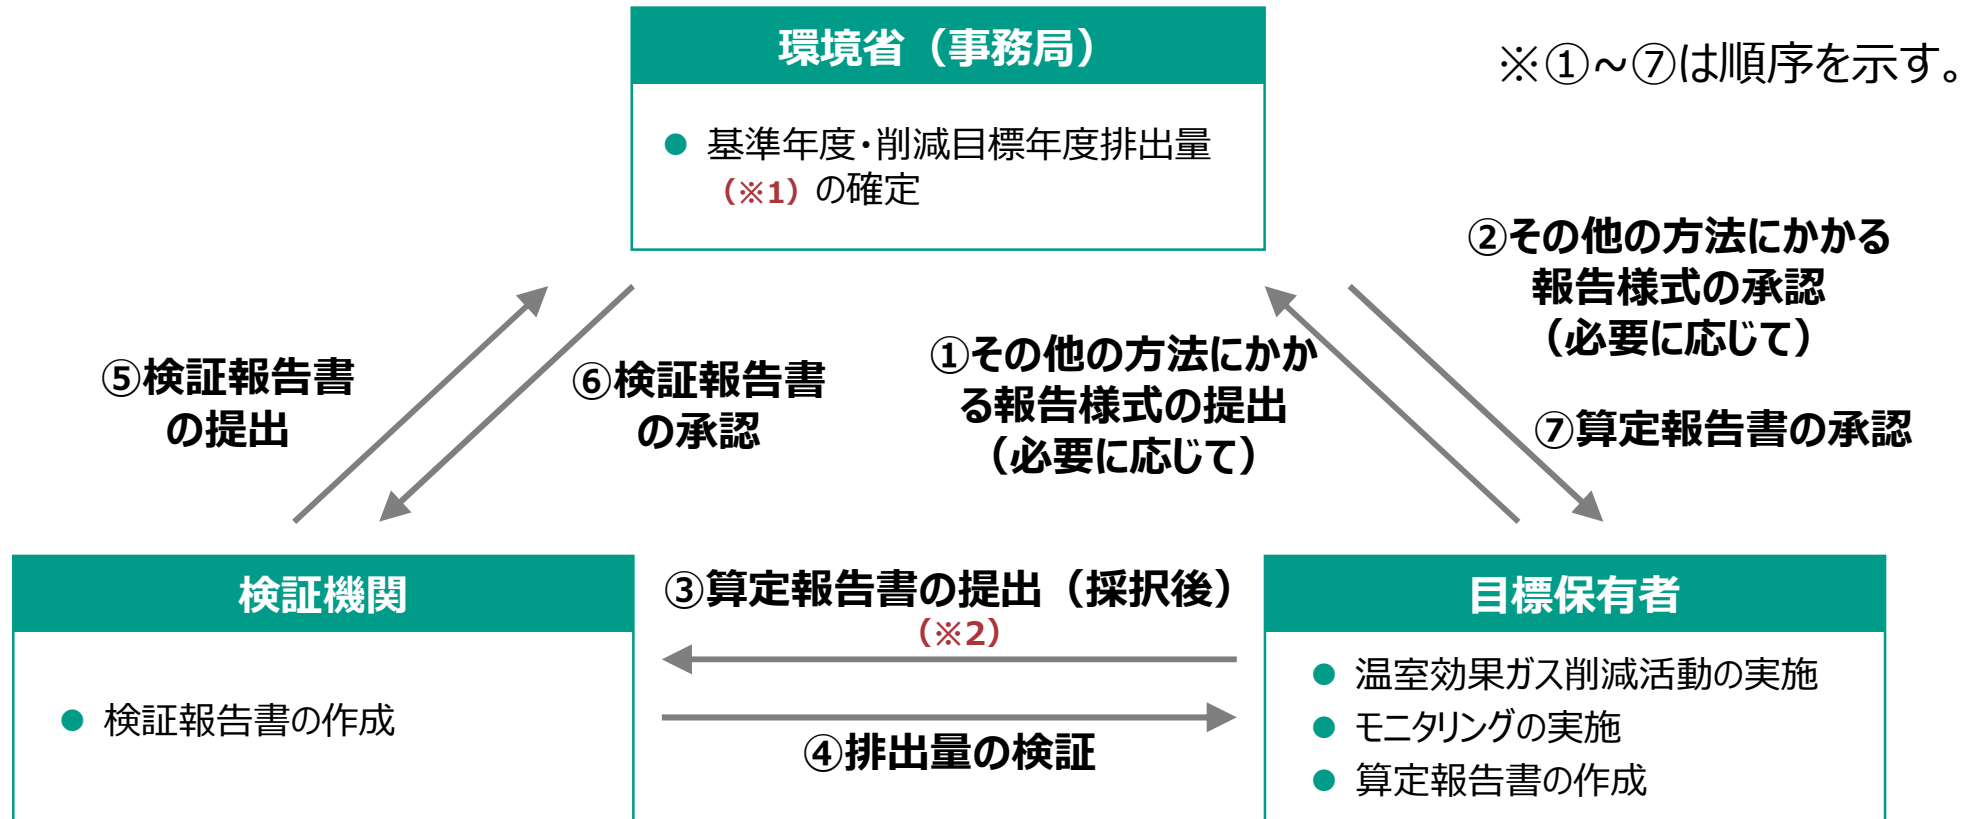 環境省（事務局）
※①~⑦は順序を示す。
● 基準年度・削減目標年度排出量
（※1）の確定
②その他の方法にかかる
報告様式の承認
（必要に応じて）
①その他の方法にかか
る報告様式の提出
（必要に応じて）
⑤検証報告書
の提出
⑥検証報告書
の承認
⑦算定報告書の承認
検証機関
● 検証報告書の作成
③算定報告書の提出（採択後）
（※2）
④排出量の検証
目標保有者
● 温室効果ガス削減活動の実施
● モニタリングの実施
● 算定報告書の作成